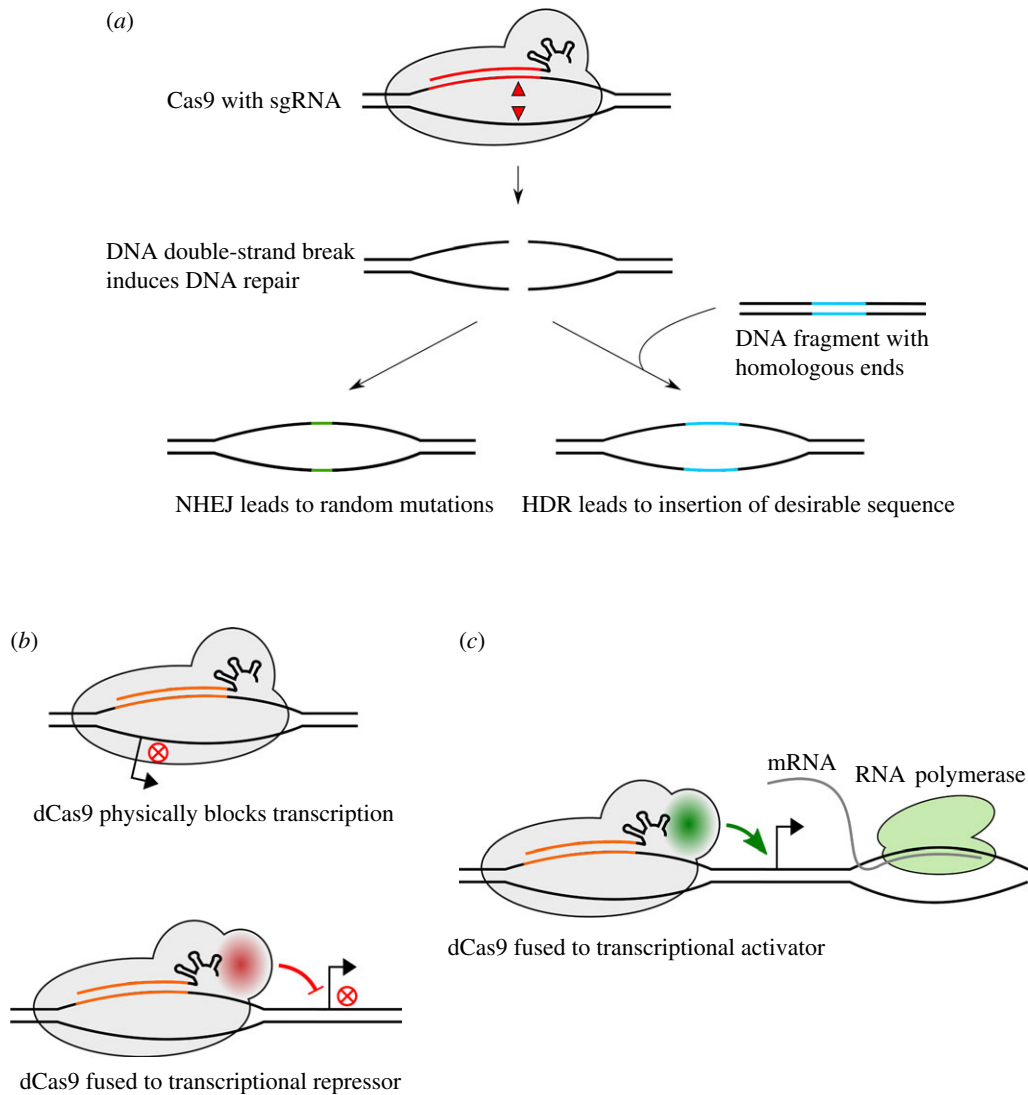 (a)
Cas9 with sgRNA
DNA double-strand break
induces DNA repair
DNA fragment with
homologous ends
NHEJ leads to random mutations
HDR leads to insertion of desirable sequence
(b)
dCas9 physically blocks transcription
dCas9 fused to transcriptional repressor
(c)
mRNA
RNA polymerase
dCas9 fused to transcriptional activator